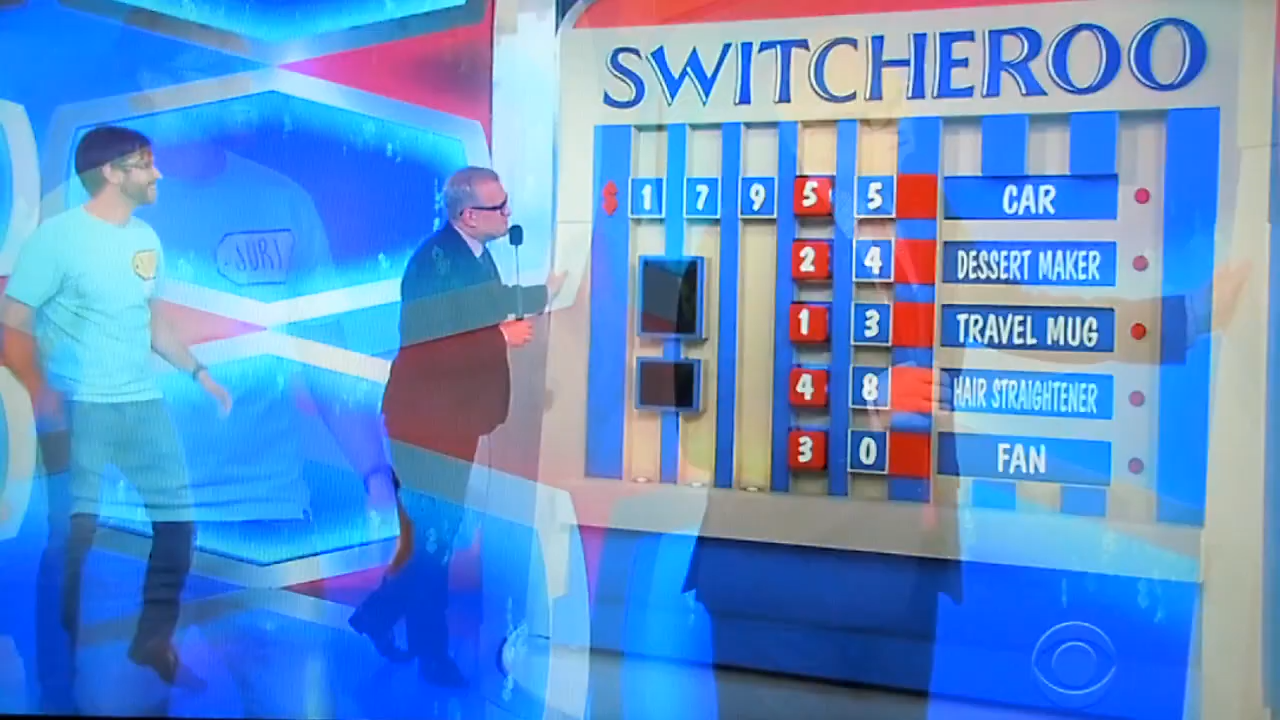 SWITCHEROO
$ 1 7 9 5 5 CAR
2 4 DESSERT MAKER
1 3 TRAVEL MUG
4 8 HAIR STRAIGHTENER
3 0 FAN